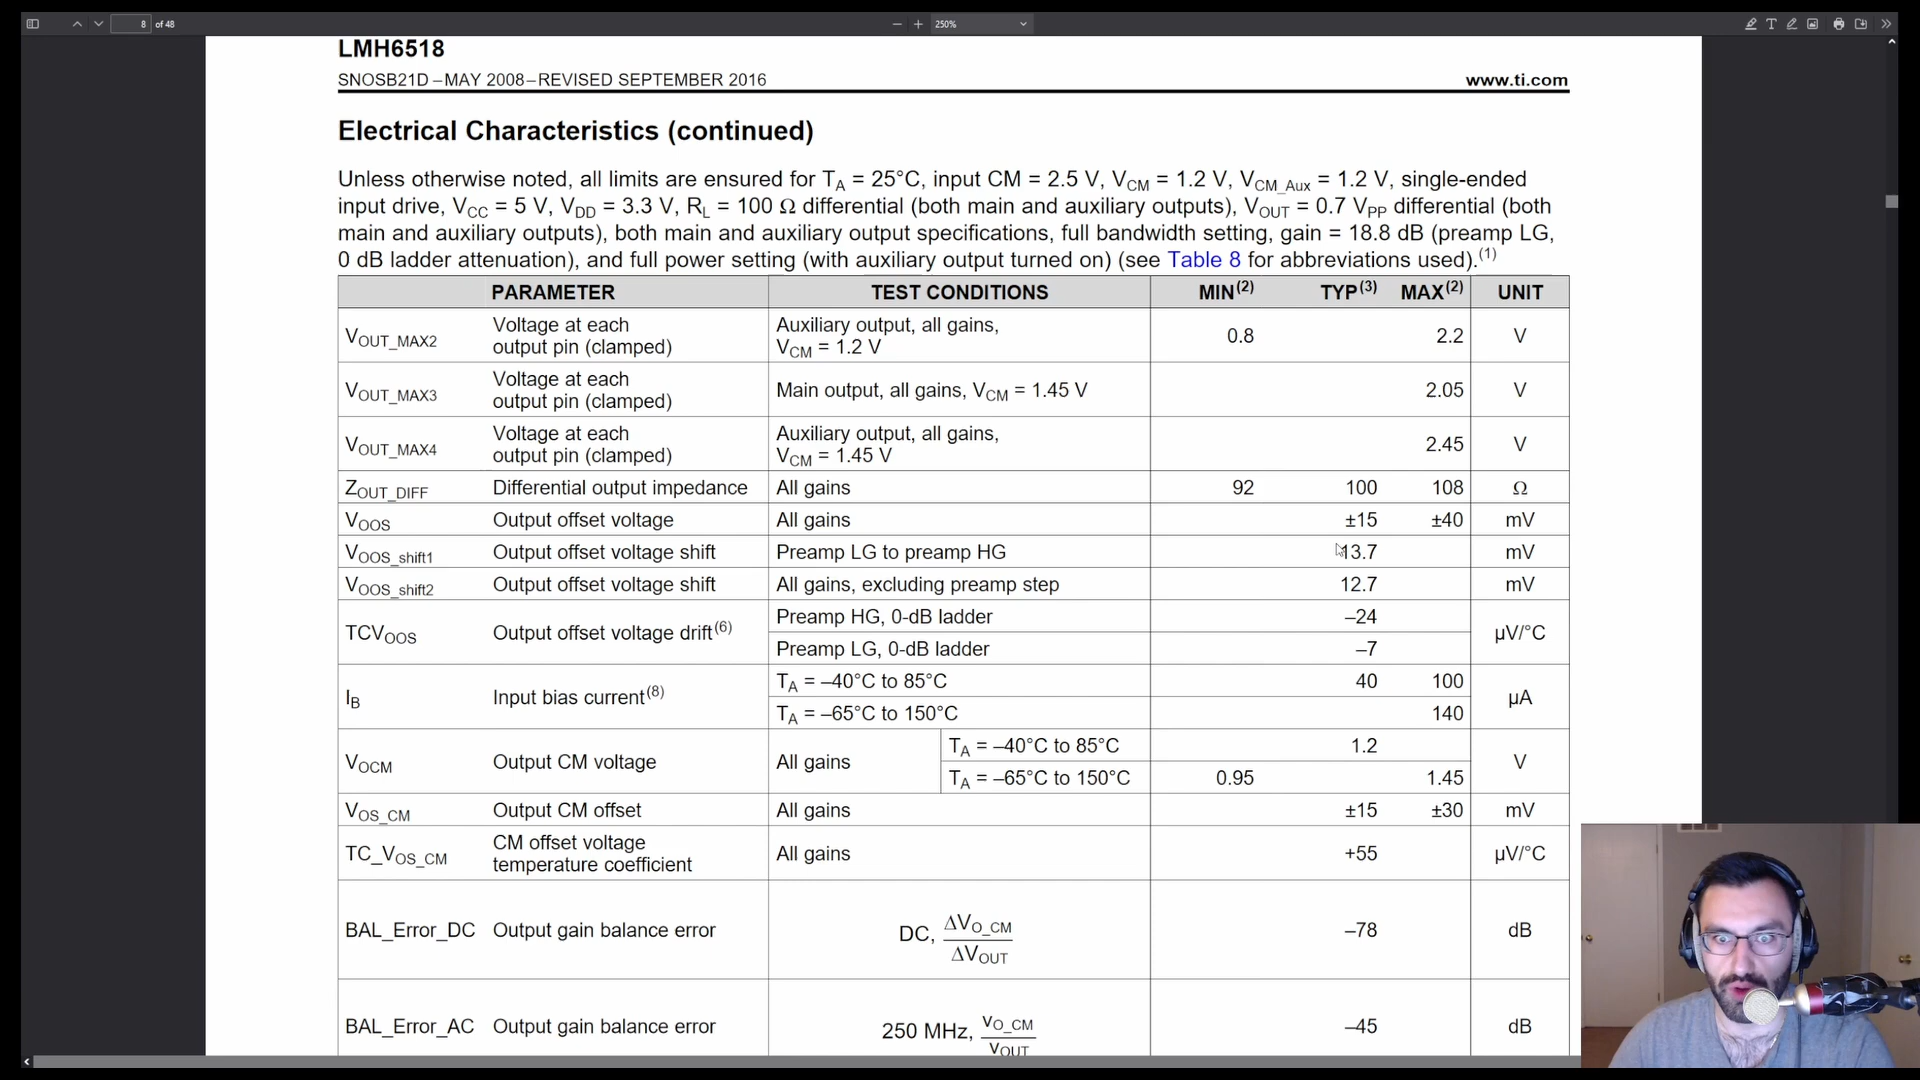 8 of 48
250%
LMH6518
SNOSB21D –MAY 2008–REVISED SEPTEMBER 2016 www.ti.com
Electrical Characteristics (continued)
Unless otherwise noted, all limits are ensured for TA = 25°C, input CM = 2.5 V, VCM = 1.2 V, VCM_Aux = 1.2 V, single-ended
input drive, VCC = 5 V, VDD = 3.3 V, RL = 100 Ω differential (both main and auxiliary outputs), VOUT = 0.7 VPP differential (both
main and auxiliary outputs), both main and auxiliary output specifications, full bandwidth setting, gain = 18.8 dB (preamp LG,
0 dB ladder attenuation), and full power setting (with auxiliary output turned on) (see Table 8 for abbreviations used).(1)
PARAMETER TEST CONDITIONS MIN(2) TYP(3) MAX(2) UNIT
VOUT_MAX2 Voltage at each output pin (clamped) Auxiliary output, all gains, VCM = 1.2 V 0.8 2.2 V
VOUT_MAX3 Voltage at each output pin (clamped) Main output, all gains, VCM = 1.45 V 2.05 V
VOUT_MAX4 Voltage at each output pin (clamped) Auxiliary output, all gains, VCM = 1.45 V 2.45 V
ZOUT_DIFF Differential output impedance All gains 92 100 108 Ω
VOOS Output offset voltage All gains ±15 ±40 mV
VOOS_shift1 Output offset voltage shift Preamp LG to preamp HG 13.7 mV
VOOS_shift2 Output offset voltage shift All gains, excluding preamp step 12.7 mV
TCVOOS Output offset voltage drift(6) Preamp HG, 0-dB ladder –24 µV/°C
Preamp LG, 0-dB ladder –7
IB Input bias current(8) TA = –40°C to 85°C 40 100 µA
TA = –65°C to 150°C 140
VOCM Output CM voltage All gains TA = –40°C to 85°C 1.2 V
TA = –65°C to 150°C 0.95 1.45
VOS_CM Output CM offset All gains ±15 ±30 mV
TC_VOS_CM CM offset voltage temperature coefficient All gains +55 µV/°C
BAL_Error_DC Output gain balance error DC, ΔVO_CM / ΔVOUT –78 dB
BAL_Error_AC Output gain balance error 250 MHz, vO_CM / vOUT –45 dB